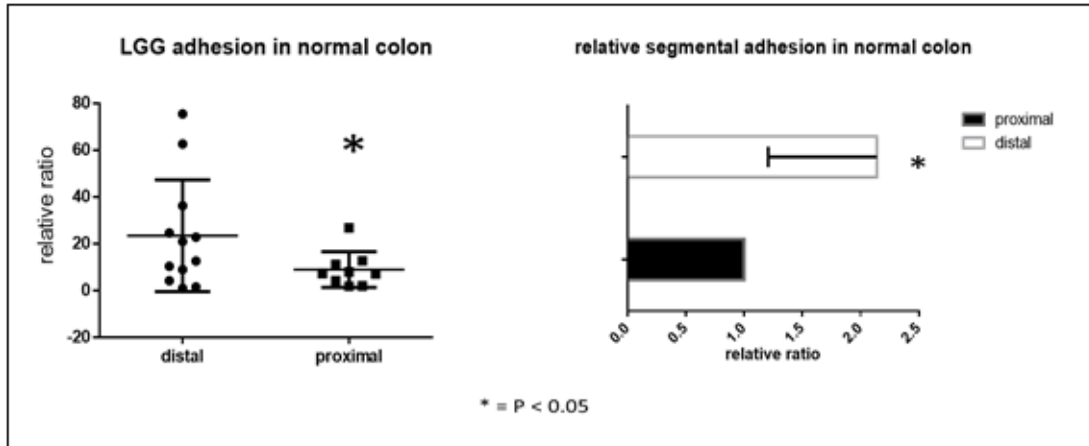 LGG adhesion in normal colon
relative ratio
80
60
40
20
0
-20
distal
proximal
*
relative segmental adhesion in normal colon
proximal
distal
*
0.0
0.5
1.0
1.5
2.0
2.5
relative ratio
* = P < 0.05